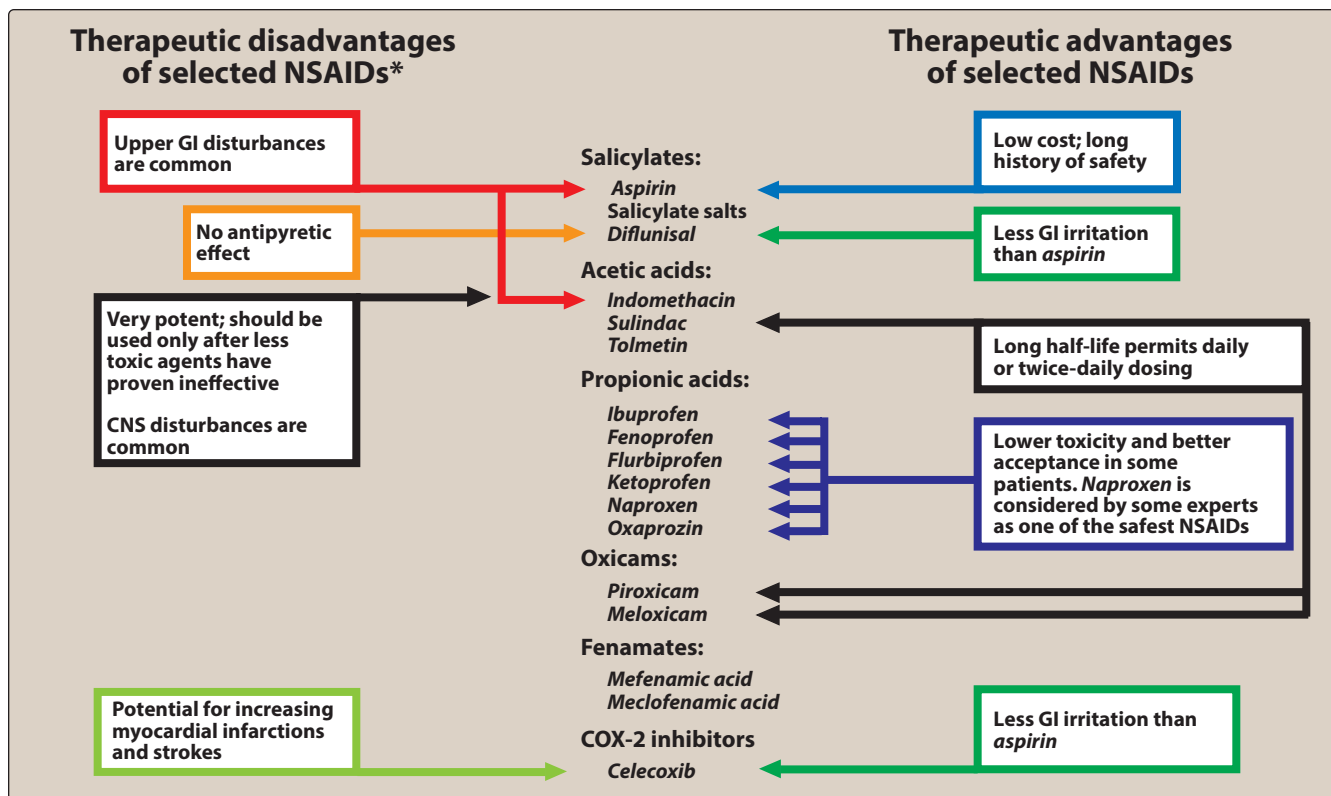 Therapeutic disadvantages
of selected NSAIDs*
Upper GI disturbances
are common
No antipyretic
effect
Very potent; should be
used only after less
toxic agents have
proven ineffective
CNS disturbances are
common
Potential for increasing
myocardial infarctions
and strokes
Salicylates:
Aspirin
Salicylate salts
Diflunisal
Acetic acids:
Indomethacin
Sulindac
Tolmetin
Propionic acids:
Ibuprofen
Fenoprofen
Flurbiprofen
Ketoprofen
Naproxen
Oxaprozin
Oxicams:
Piroxicam
Meloxicam
Fenamates:
Mefenamic acid
Meclofenamic acid
COX-2 inhibitors
Celecoxib
Therapeutic advantages
of selected NSAIDs
Low cost; long
history of safety
Less GI irritation
than aspirin
Long half-life permits daily
or twice-daily dosing
Lower toxicity and better
acceptance in some
patients. Naproxen is
considered by some experts
as one of the safest NSAIDs
Less GI irritation than
aspirin